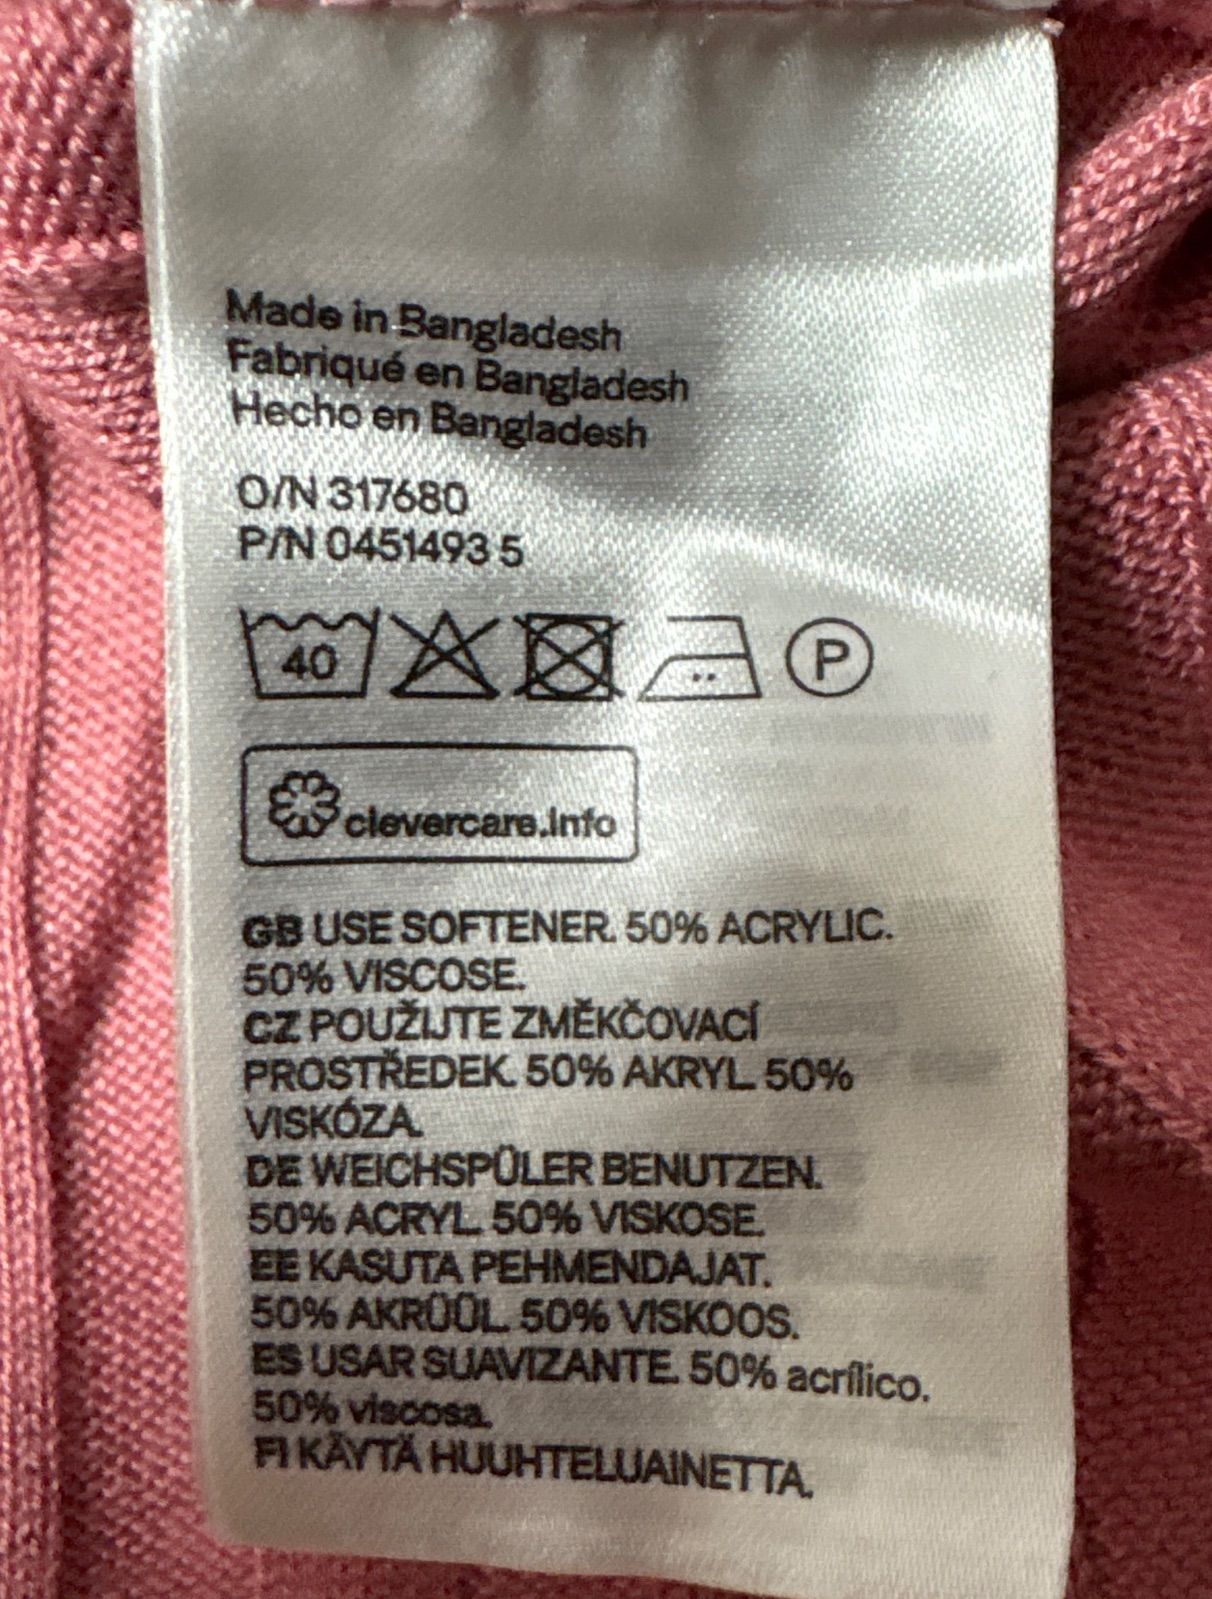 Made in Bangladesh
Fabriqué en Bangladesh
Hecho en Bangladesh
O/N 317680
P/N 0451493 5
40
P
clevercare.info
GB USE SOFTENER. 50% ACRYLIC.
50% VISCOSE.
CZ POUŽIJTE ZMĚKČOVACÍ
PROSTŘEDEK. 50% AKRYL. 50%
VISKÓZA.
DE WEICHSPÜLER BENUTZEN.
50% ACRYL. 50% VISKOSE.
EE KASUTA PEHMENDAJAT.
50% AKRÜÜL. 50% VISKOOS.
ES USAR SUAVIZANTE. 50% acrílico.
50% viscosa.
FI KÄYTÄ HUUHTELUAINETTA.